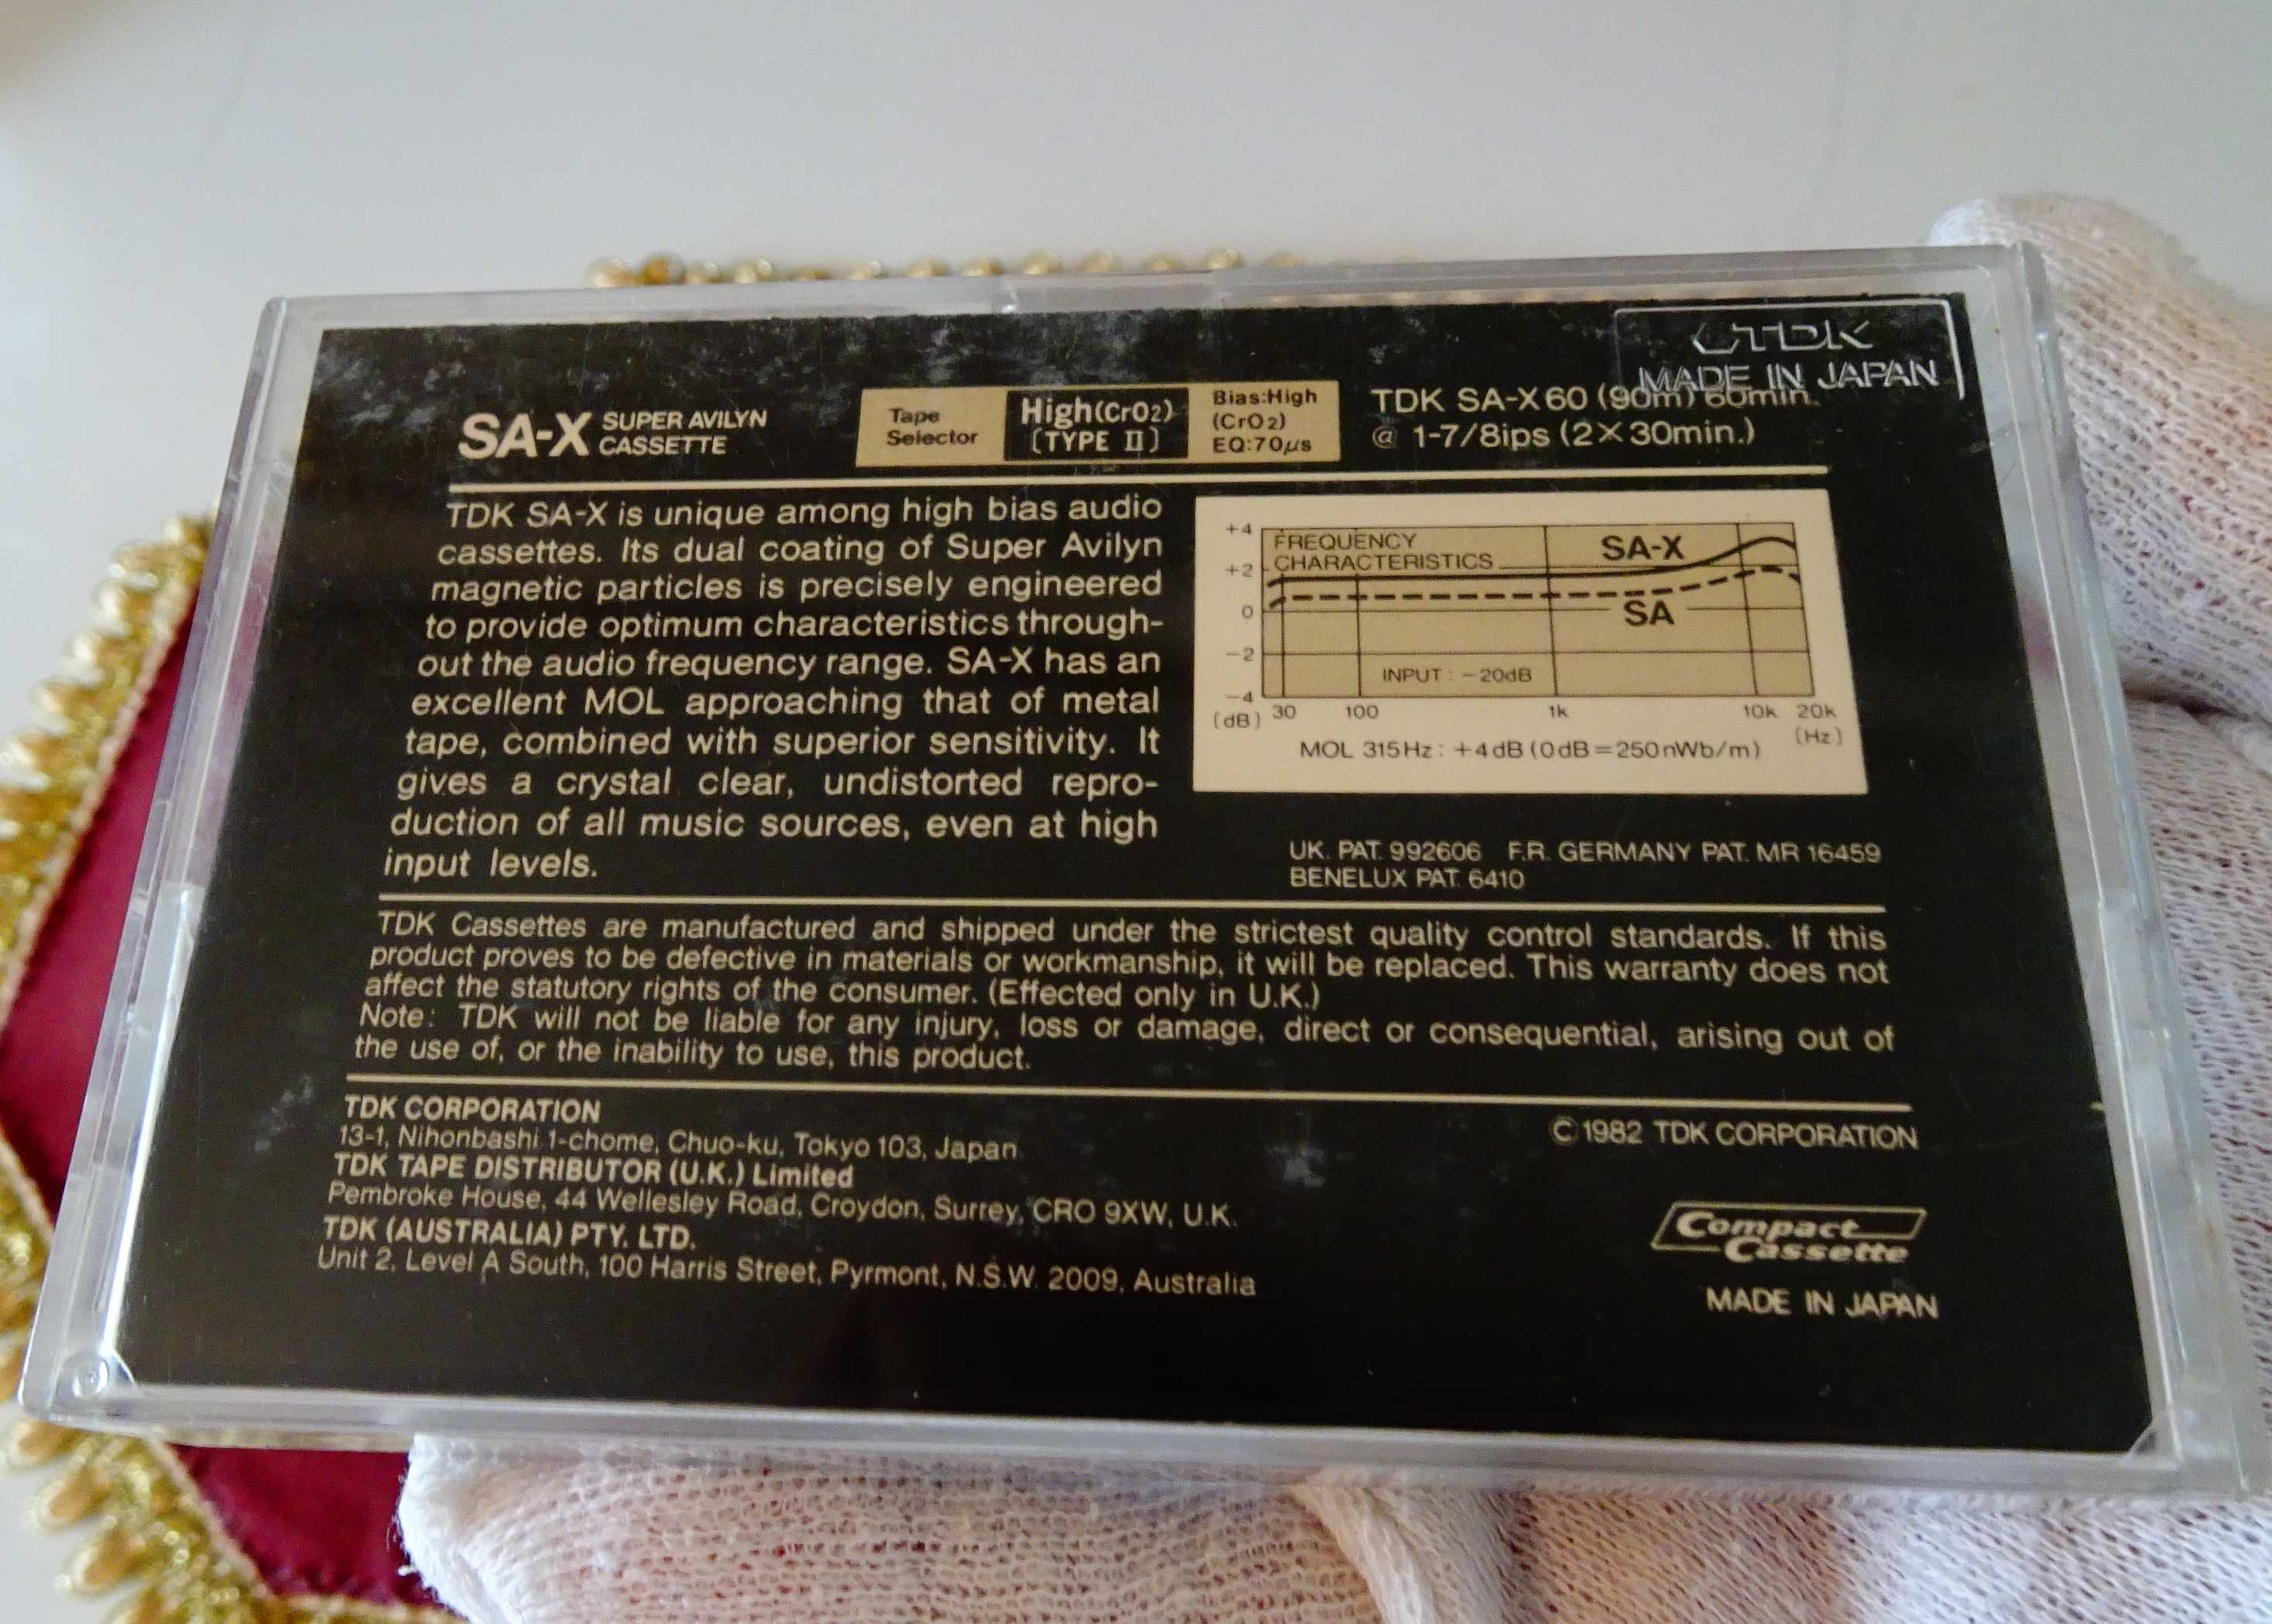 TDK
MADE IN JAPAN
SA-X SUPER AVILYN
CASSETTE
Tape
Selector
High(CrO2)
(TYPE II)
Bias:High
(CrO2)
EQ:70μs
TDK SA-X60 (90m) 60min.
@ 1-7/8ips (2×30min.)
TDK SA-X is unique among high bias audio
cassettes. Its dual coating of Super Avilyn
magnetic particles is precisely engineered
to provide optimum characteristics through-
out the audio frequency range. SA-X has an
excellent MOL approaching that of metal
tape, combined with superior sensitivity. It
gives a crystal clear, undistorted repro-
duction of all music sources, even at high
input levels.
+4
+2
0
-2
-4
(dB)
FREQUENCY
CHARACTERISTICS
SA-X
SA
INPUT : -20dB
30 100 1k 10k 20k
(Hz)
MOL 315Hz : +4dB (0dB=250nWb/m)
UK. PAT. 992606 F.R. GERMANY PAT. MR 16459
BENELUX PAT. 6410
TDK Cassettes are manufactured and shipped under the strictest quality control standards. If this
product proves to be defective in materials or workmanship, it will be replaced. This warranty does not
affect the statutory rights of the consumer. (Effected only in U.K.)
Note: TDK will not be liable for any injury, loss or damage, direct or consequential, arising out of
the use of, or the inability to use, this product.
TDK CORPORATION
13-1, Nihonbashi 1-chome, Chuo-ku, Tokyo 103, Japan
TDK TAPE DISTRIBUTOR (U.K.) Limited
Pembroke House, 44 Wellesley Road, Croydon, Surrey, CRO 9XW, U.K.
TDK (AUSTRALIA) PTY. LTD.
Unit 2, Level A South, 100 Harris Street, Pyrmont, N.S.W. 2009, Australia
©1982 TDK CORPORATION
Compact
Cassette
MADE IN JAPAN